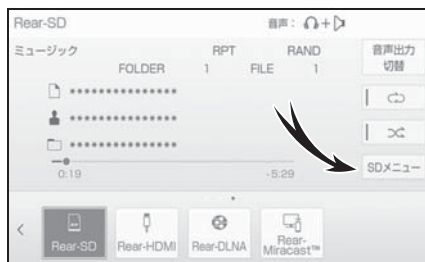 Rear-SD
音声：
ミュージック
RPT
RAND
音声出力
切替
FOLDER
1
FILE
1
***************
***************
***************
0:19
-5:29
SDメニュー
Rear-SD
Rear-HDMI
Rear-DLNA
Rear-
Miracast™